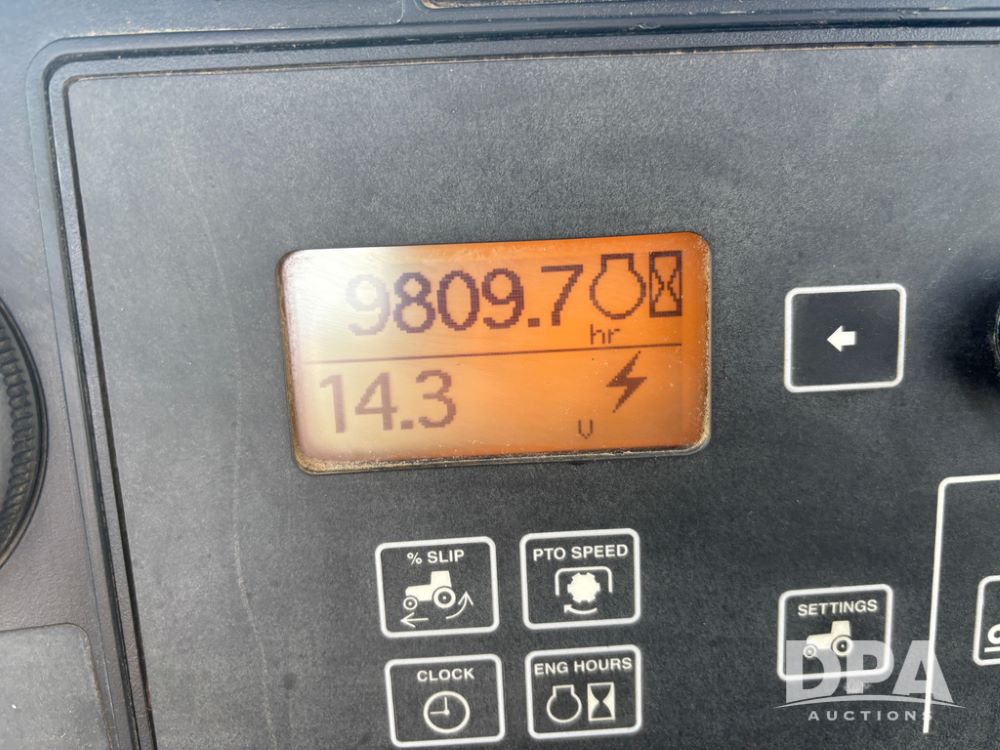 9809.7
hr
14.3
V
% SLIP
PTO SPEED
SETTINGS
CLOCK
ENG HOURS
DPA
AUCTIONS